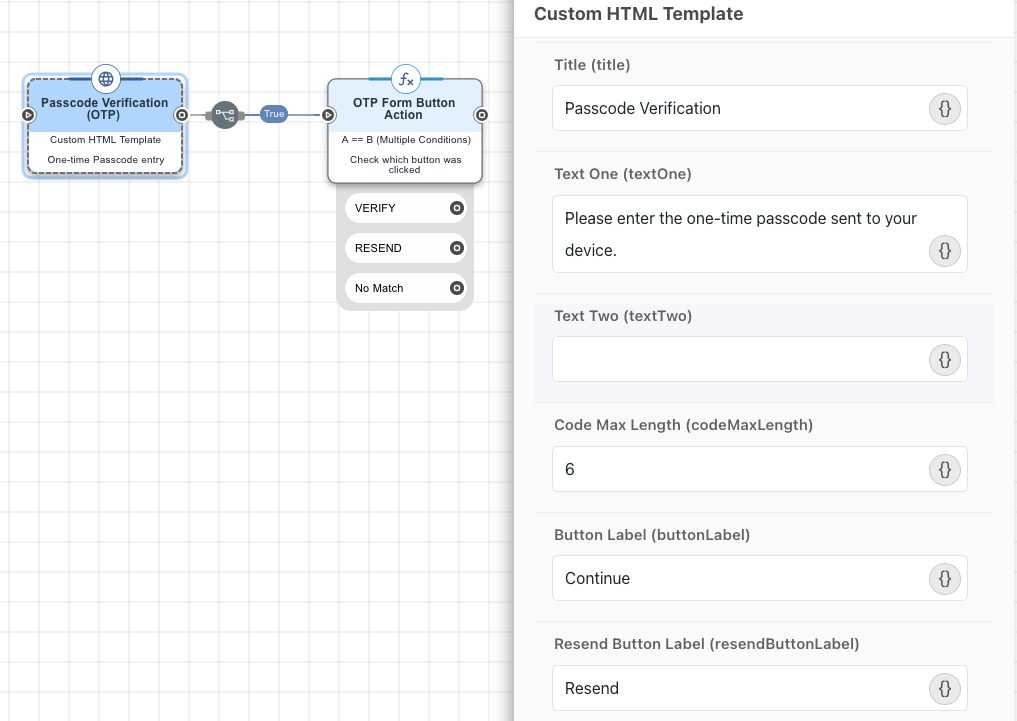 Passcode Verification
(OTP)
Custom HTML Template
One-time Passcode entry
True
fx
OTP Form Button
Action
A == B (Multiple Conditions)
Check which button was
clicked
VERIFY
RESEND
No Match
Custom HTML Template
Title (title)
Passcode Verification
{}
Text One (textOne)
Please enter the one-time passcode sent to your
device.
{}
Text Two (textTwo)
{}
Code Max Length (codeMaxLength)
6
{}
Button Label (buttonLabel)
Continue
{}
Resend Button Label (resendButtonLabel)
Resend
{}